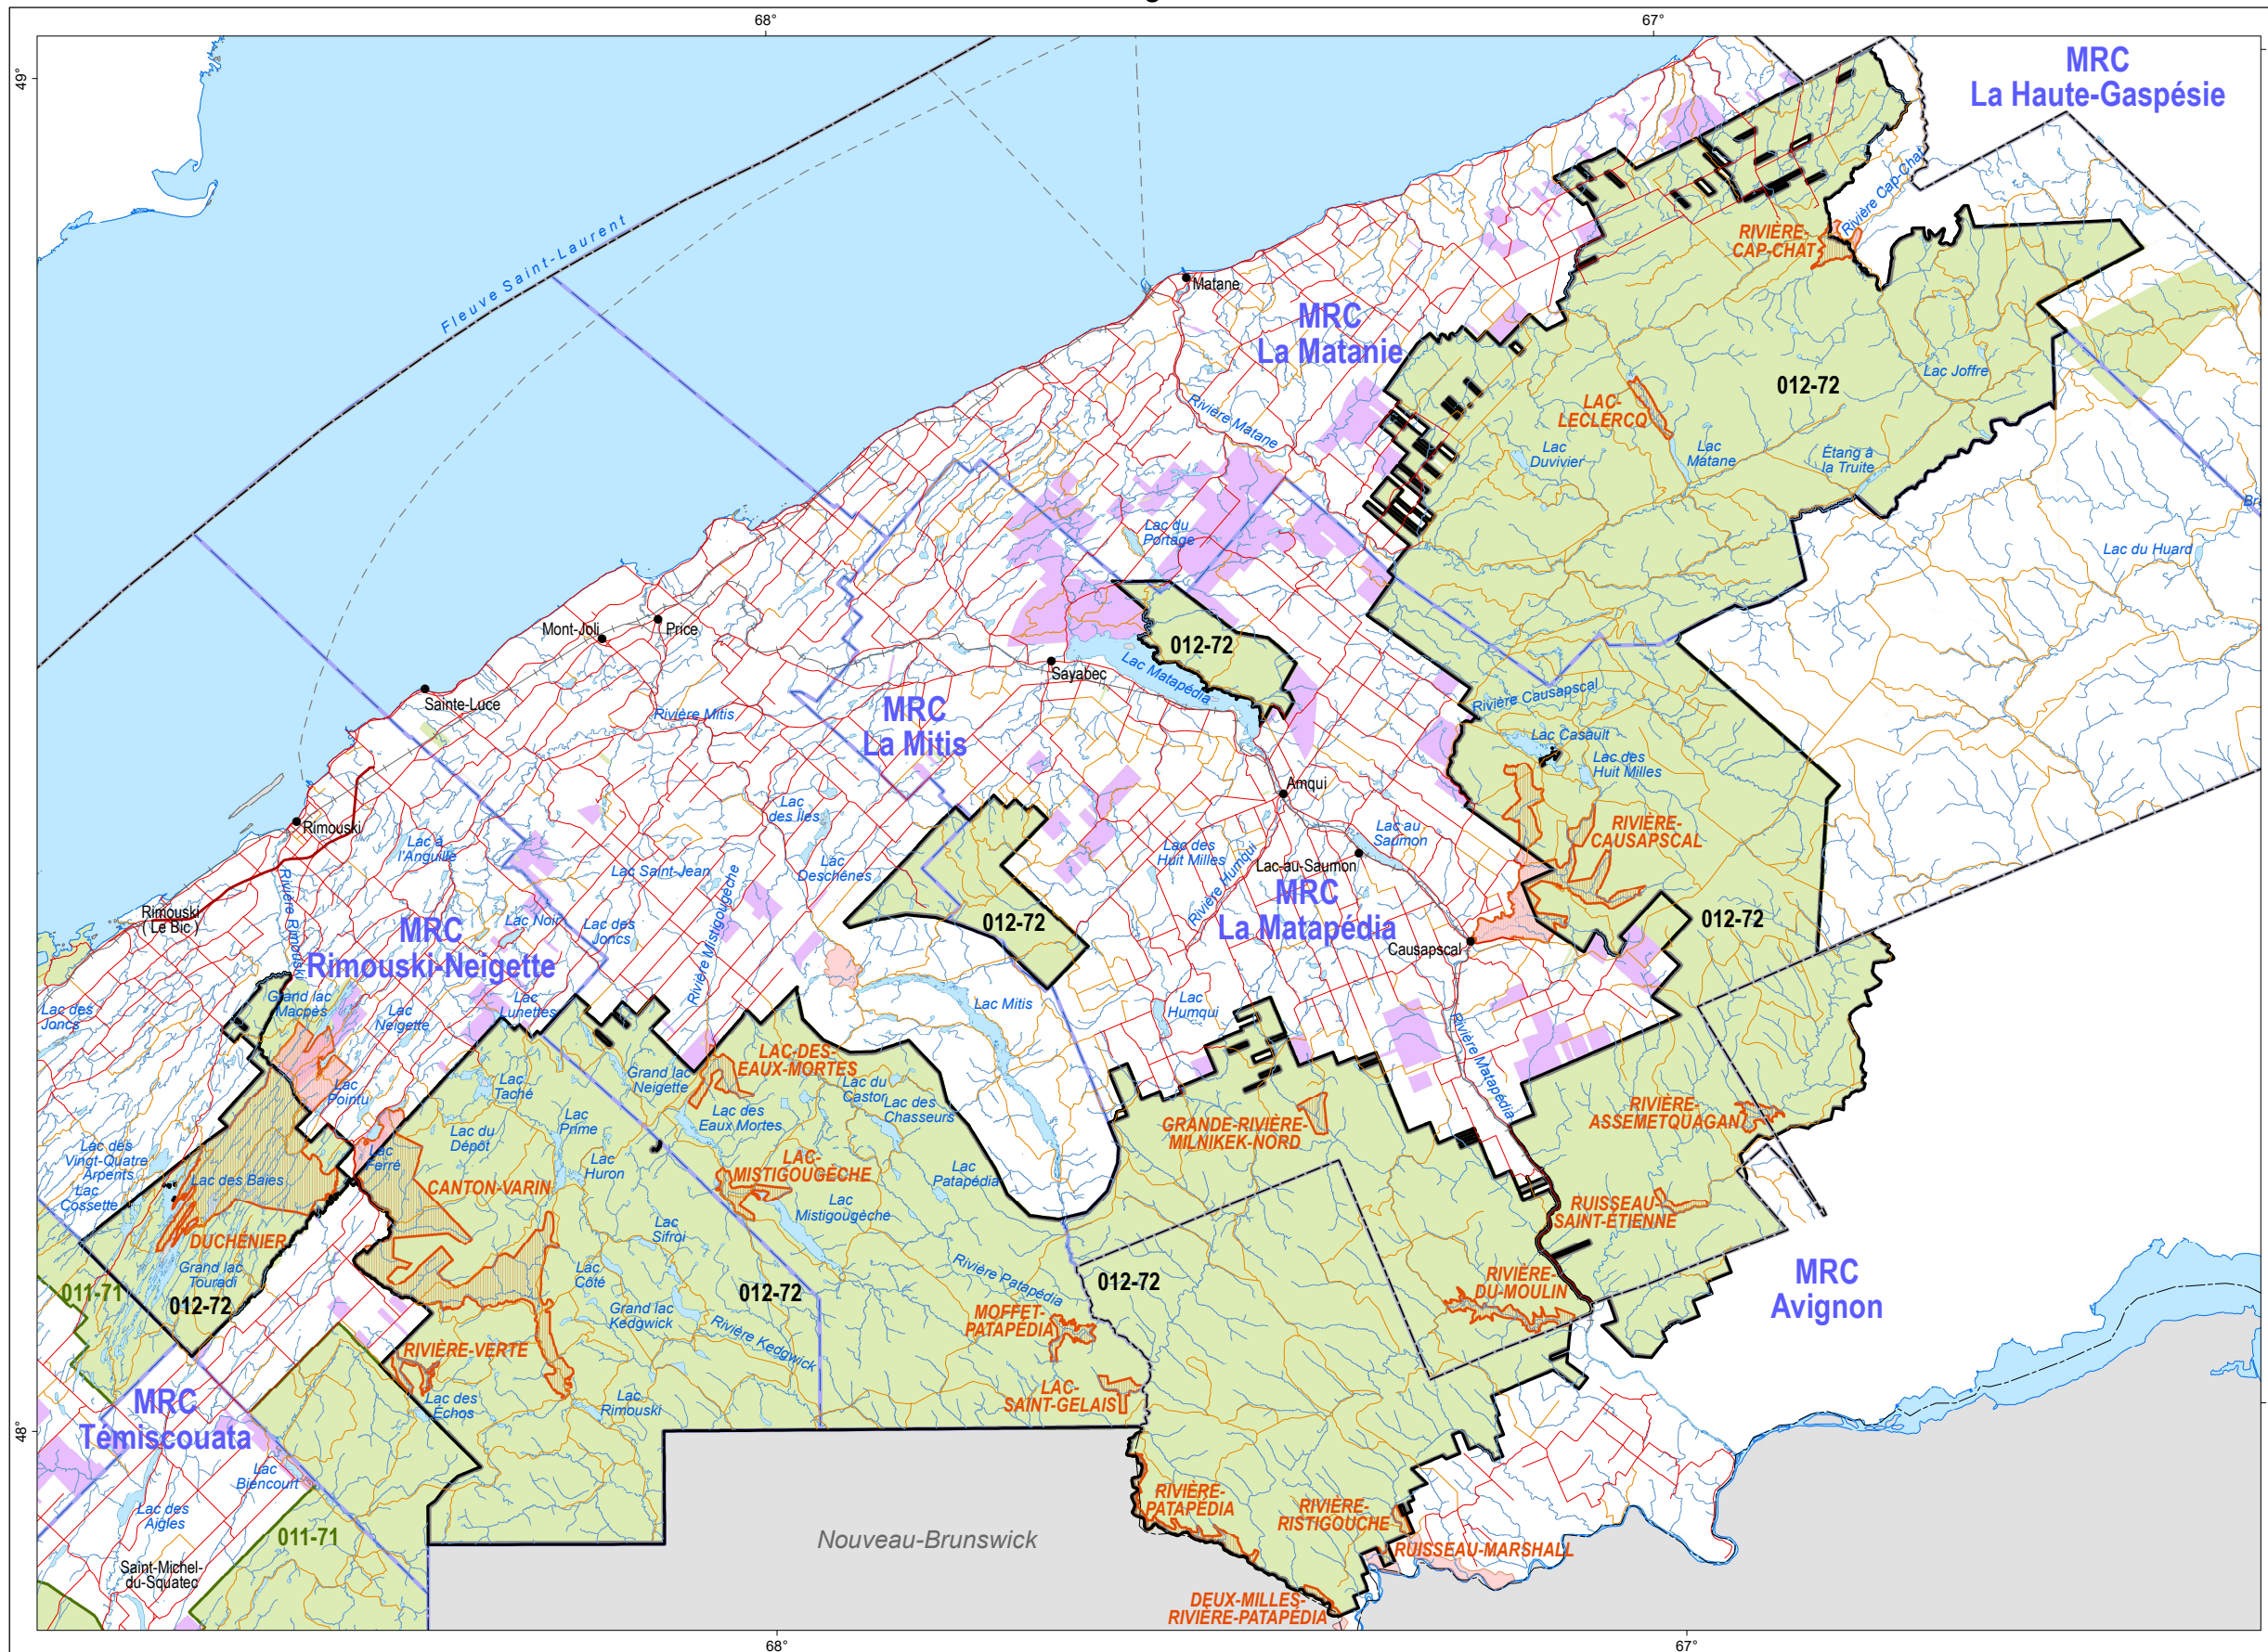 68°
67°
49°
MRC
La Haute-Gaspésie
Fleuve Saint-Laurent
Rivière Cap-Chat
RIVIÈRE-
CAP-CHAT
Matane
MRC
La Matanie
Rivière Matane
LAC-
LECLERCQ
012-72
Lac Joffre
Lac
Duvivier
Lac
Matane
Étang à
la Truite
Lac du
Portage
Lac du Huard
Mont-Joli
Price
012-72
Sayabec
Lac Matapédia
Sainte-Luce
Rivière Mitis
MRC
La Mitis
Rivière Causapscal
Lac Casault
Lac des
Huit Milles
Amqui
Lac
des Îles
Rimouski
Lac à
l'Anguille
Lac au
Saumon
RIVIÈRE-
CAUSAPSCAL
Lac Saint-Jean
Lac
Deschênes
Lac des
Huit Milles
Rivière Humqui
Lac-au-Saumon
Rivière Rimouski
Rivière Mistigougèche
MRC
La Matapédia
Rimouski
( Le Bic )
Lac Noir
Lac des
Joncs
012-72
012-72
Causapscal
MRC
Rimouski-Neigette
Lac des
Joncs
Grand lac
Macpès
Lac
Neigette
Lac
Lunettes
Lac Mitis
Lac
Humqui
Rivière Matapédia
Lac
Pointu
Lac
Taché
Grand lac
Neigette
LAC-DES-
EAUX-MORTES
Lac du
Castor
Lac des
Chasseurs
Lac des
Eaux Mortes
Lac
Prime
Lac du
Dépôt
GRANDE-RIVIÈRE-
MILNIKEK-NORD
RIVIÈRE-
ASSEMETQUAGAN
Lac des
Vingt-Quatre
Arpents
Lac
Cossette
Lac des Baies
Lac
Ferré
CANTON-VARIN
Lac
Huron
LAC-
MISTIGOUGÈCHE
Lac
Mistigougèche
Lac
Patapédia
RUISSEAU-
SAINT-ÉTIENNE
DUCHÉNIER
Grand lac
Touradi
012-72
011-71
Lac
Sifroi
Lac
Côté
012-72
Rivière Patapédia
012-72
RIVIÈRE-
DU-MOULIN
MRC
Avignon
Grand lac
Kedgwick
Rivière Kedgwick
MOFFET-
PATAPÉDIA
RIVIÈRE-VERTE
Lac des
Échos
Lac
Rimouski
LAC-
SAINT-GELAIS
MRC
Témiscouata
48°
Lac
Biencourt
Lac des
Aigles
011-71
Saint-Michel-
du-Squatec
Nouveau-Brunswick
RIVIÈRE-
PATAPÉDIA
RIVIÈRE-
RISTIGOUCHE
RUISSEAU-MARSHALL
DEUX-MILLES-
RIVIÈRE-PATAPÉDIA
68°
67°